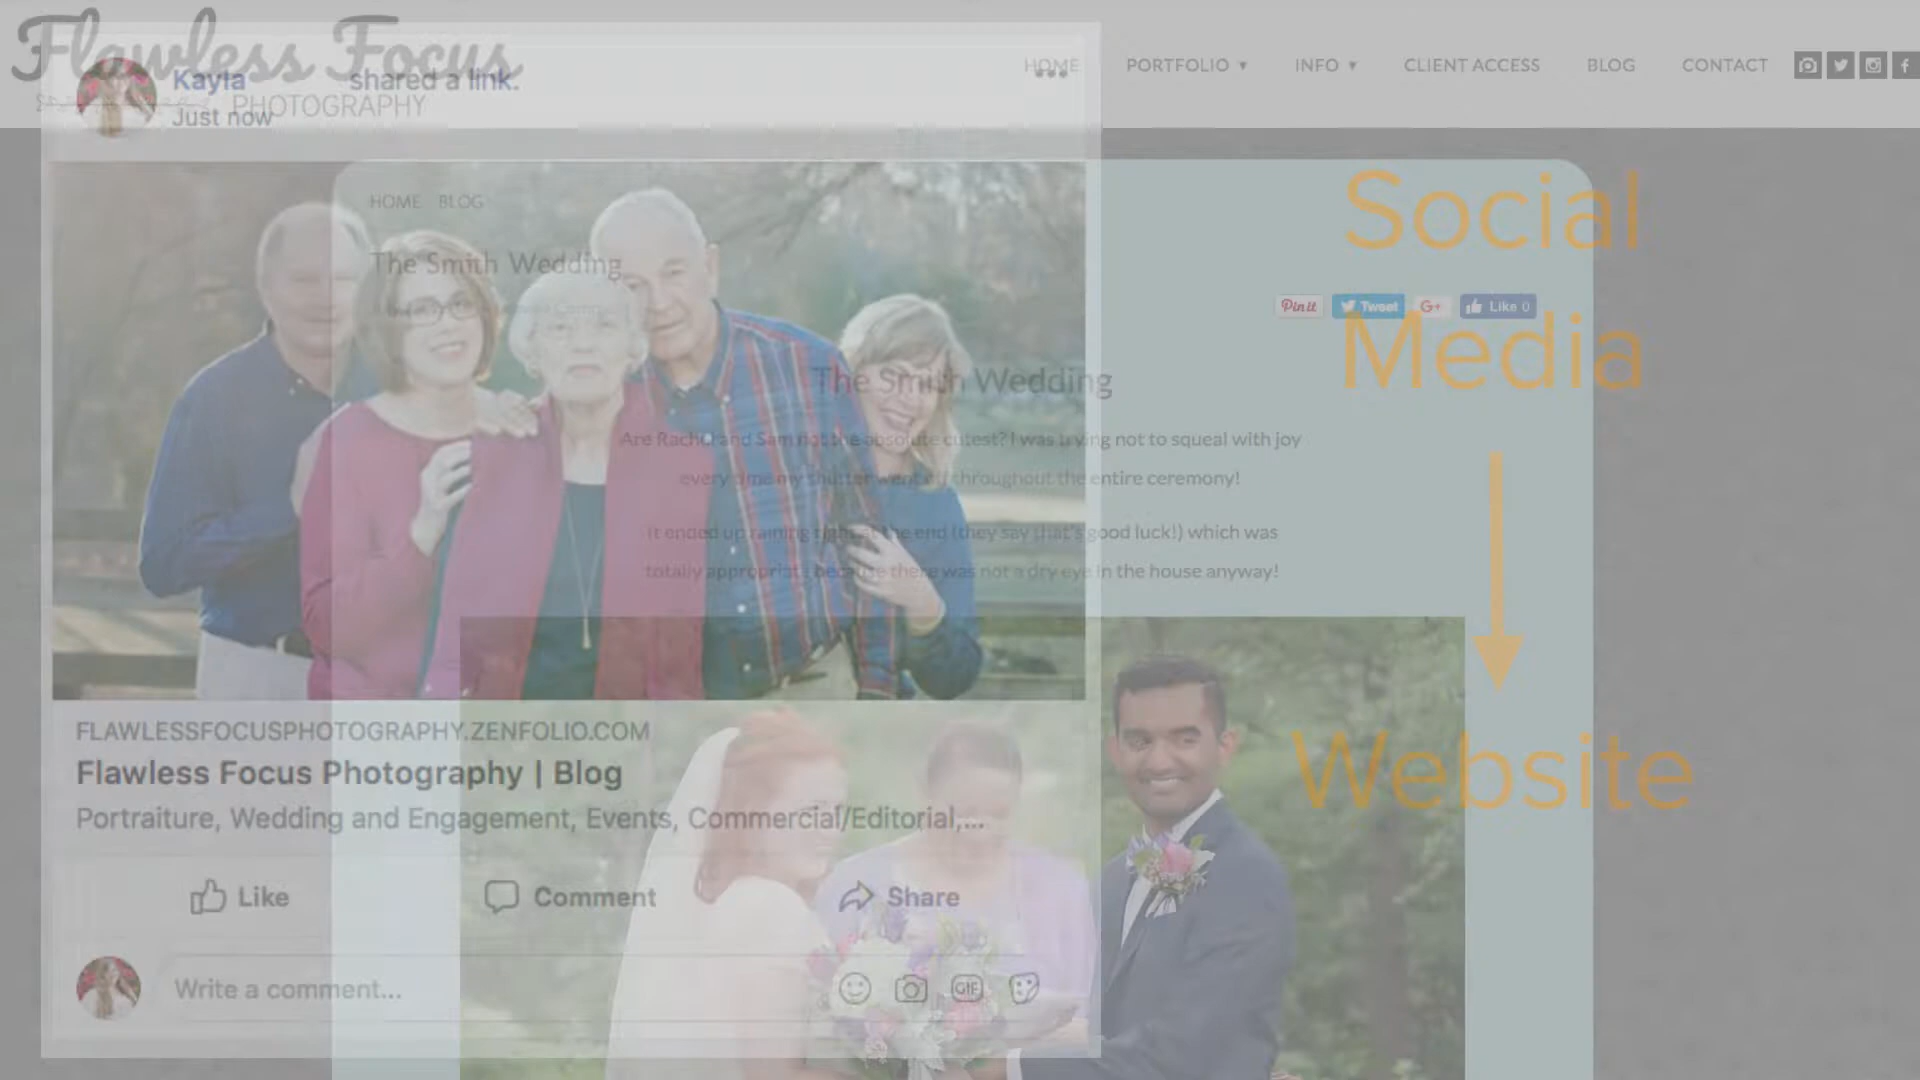 Flawless Focus
PHOTOGRAPHY
HOME PORTFOLIO ▾ INFO ▾ CLIENT ACCESS BLOG CONTACT
Kayla shared a link.
Just now
HOME BLOG
The Smith Wedding
Pin it Tweet G+ Like 0
The Smith Wedding
Are Rachel and Sam not the absolute cutest? I was trying not to squeal with joy
every time my shutter went off throughout the entire ceremony!
It ended up raining right at the end (they say that's good luck!) which was
totally appropriate because there was not a dry eye in the house anyway!
FLAWLESSFOCUSPHOTOGRAPHY.ZENFOLIO.COM
Flawless Focus Photography | Blog
Portraiture, Wedding and Engagement, Events, Commercial/Editorial,...
Like Comment Share
Write a comment...
GIF
Social
Media
Website